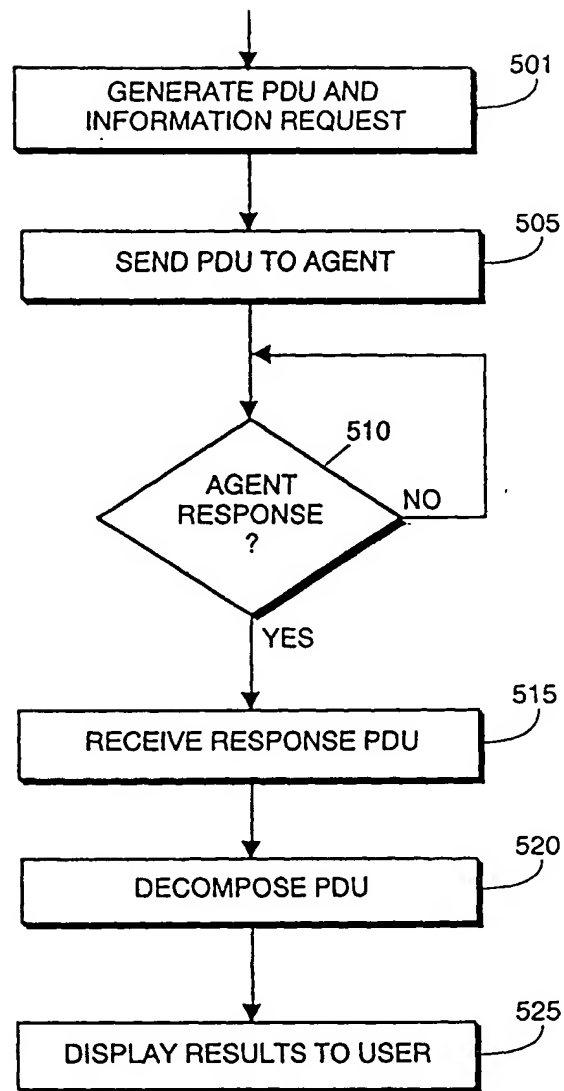 501
GENERATE PDU AND
INFORMATION REQUEST
505
SEND PDU TO AGENT
510
AGENT
RESPONSE
?
NO
YES
515
RECEIVE RESPONSE PDU
520
DECOMPOSE PDU
525
DISPLAY RESULTS TO USER